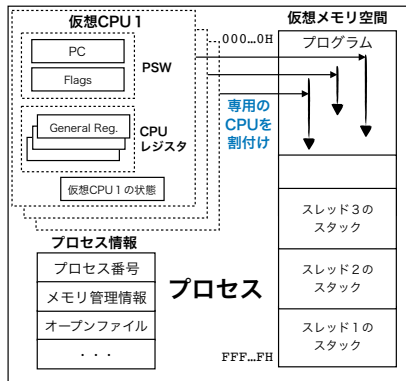 仮想CPU１
PC
Flags
PSW
General Reg.
CPU
レジスタ
仮想CPU１の状態
プロセス情報
プロセス番号
メモリ管理情報
オープンファイル
・・・
プロセス
専用の
CPUを
割付け
仮想メモリ空間
000…0H
プログラム
スレッド３の
スタック
スレッド２の
スタック
スレッド１の
スタック
FFF…FH